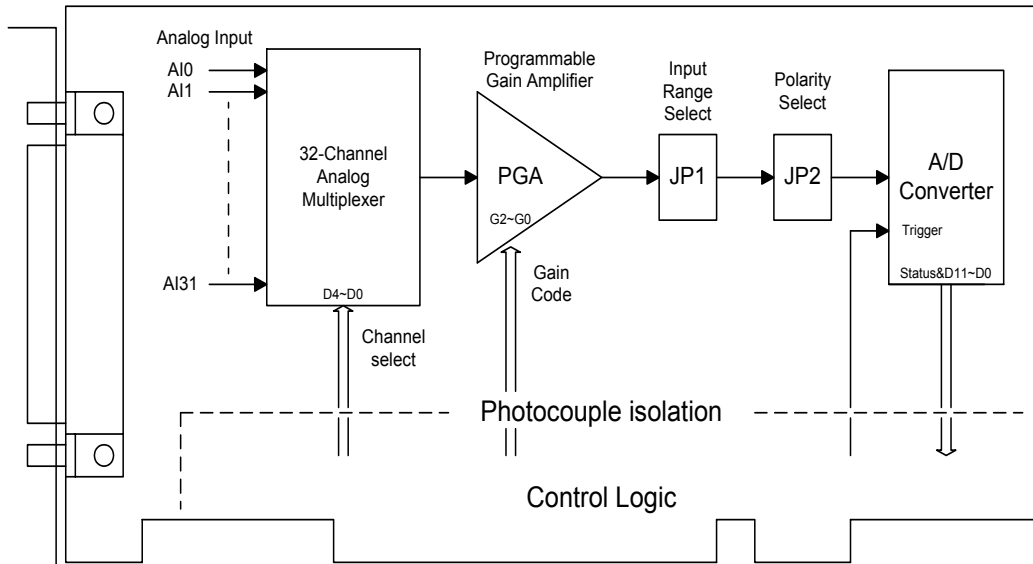 Analog Input
AI0
AI1
AI31
32-Channel
Analog
Multiplexer
D4~D0
Channel
select
Programmable
Gain Amplifier
PGA
G2~G0
Gain
Code
Input
Range
Select
JP1
Polarity
Select
JP2
A/D
Converter
Trigger
Status&D11~D0
Photocouple isolation
Control Logic